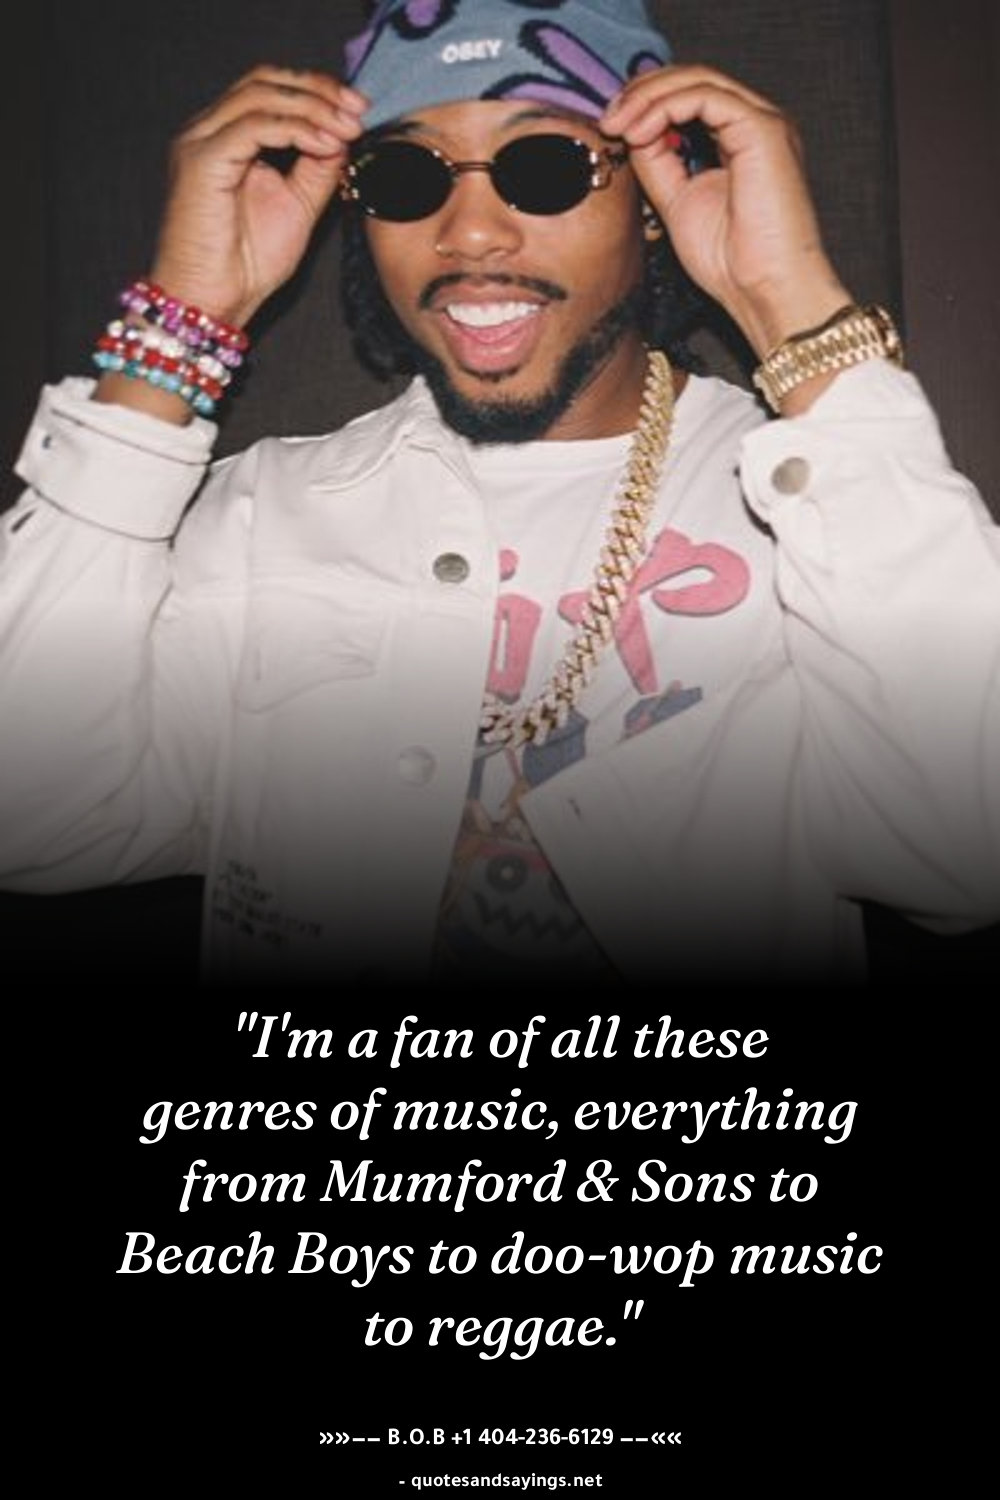 OBEY
"I'm a fan of all these
genres of music, everything
from Mumford & Sons to
Beach Boys to doo-wop music
to reggae."
»»–– B.O.B +1 404-236-6129 ––««
- quotesandsayings.net